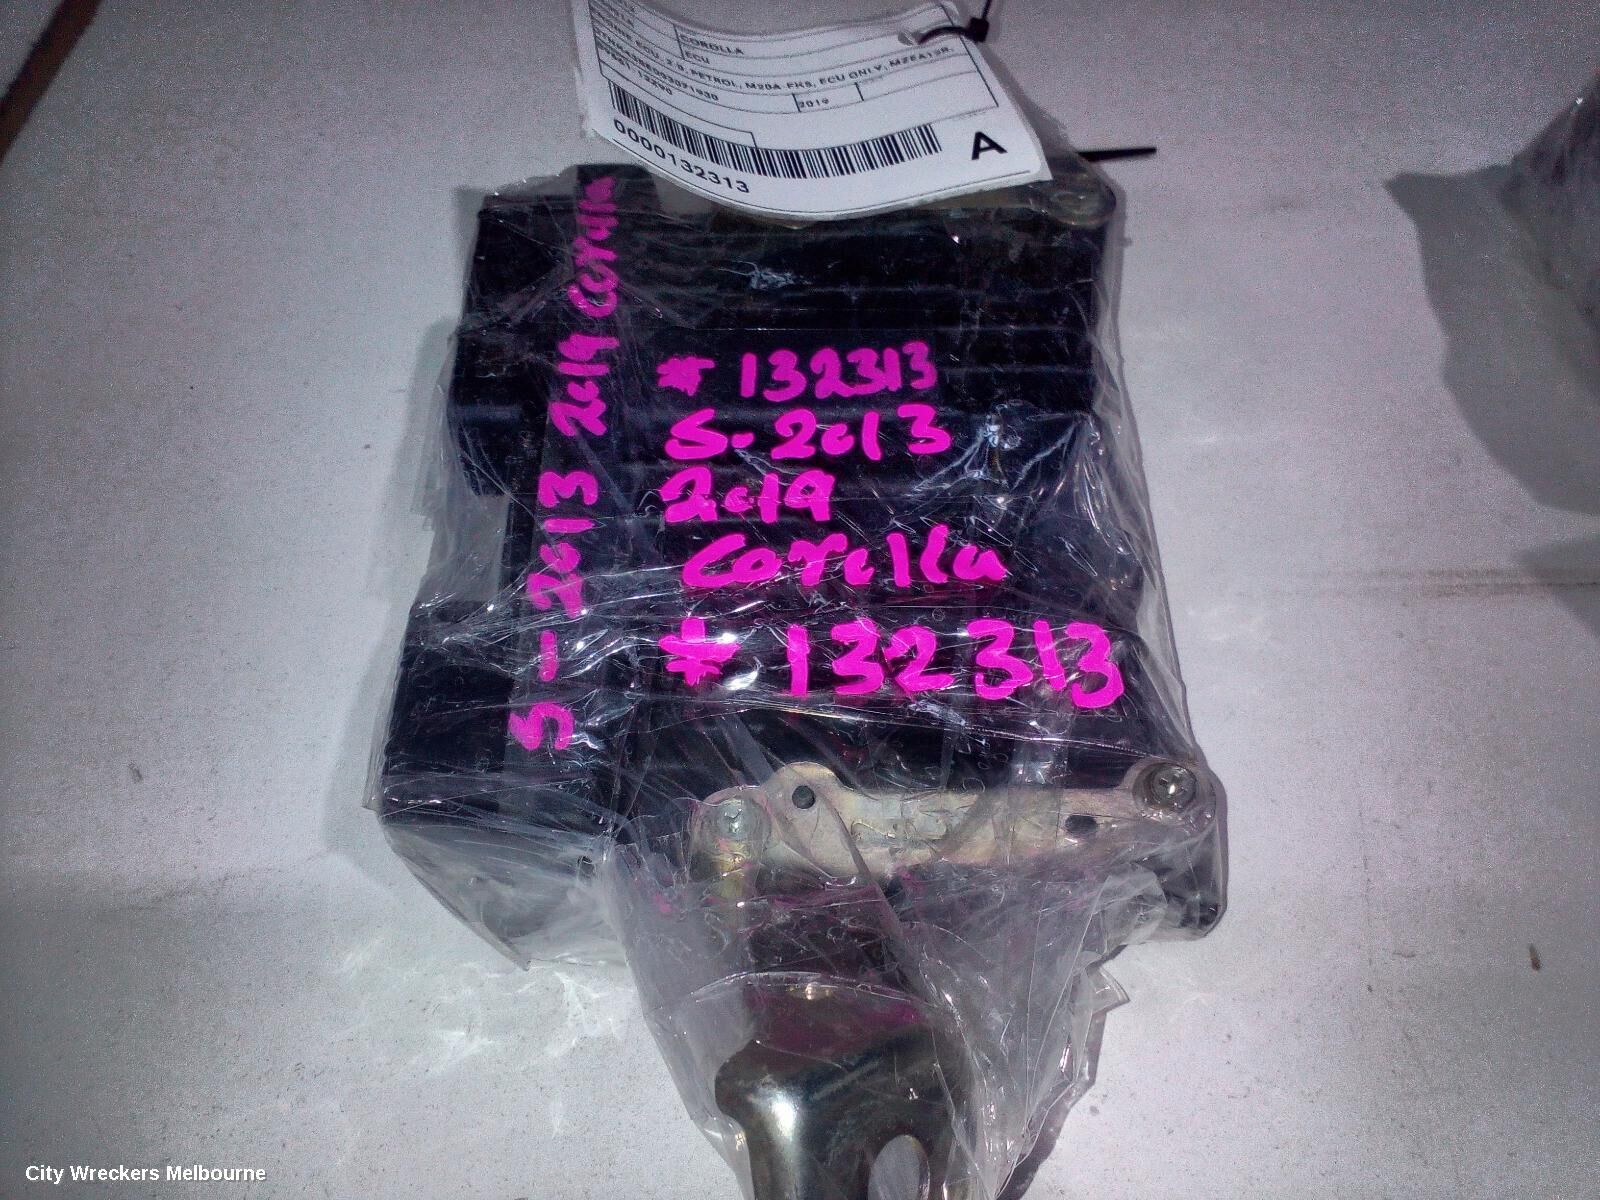 COROLLA
ECU
ENGINE ECU, 2.0, PETROL, M20A-FKS, ECU ONLY, MZEA12R,
2019
0000132313
A
# 132313
S-2013
2019
Corolla
# 132313
S-2013 2019 Corolla
City Wreckers Melbourne